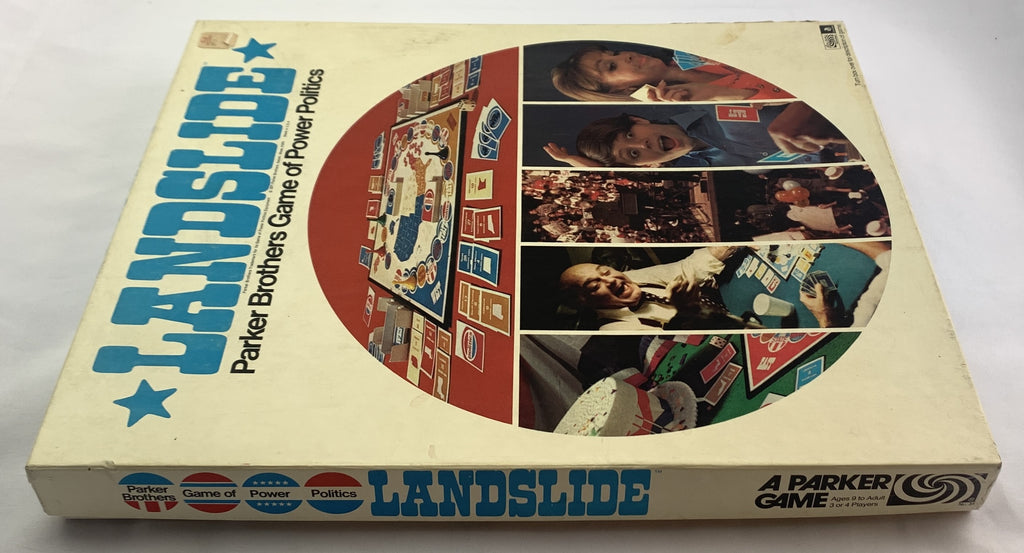 LANDSLIDE
Parker Brothers Game of Power Politics
Parker
Brothers
Game of
Power
Politics
LANDSLIDE
A PARKER
GAME
Ages 9 to Adult
3 or 4 Players